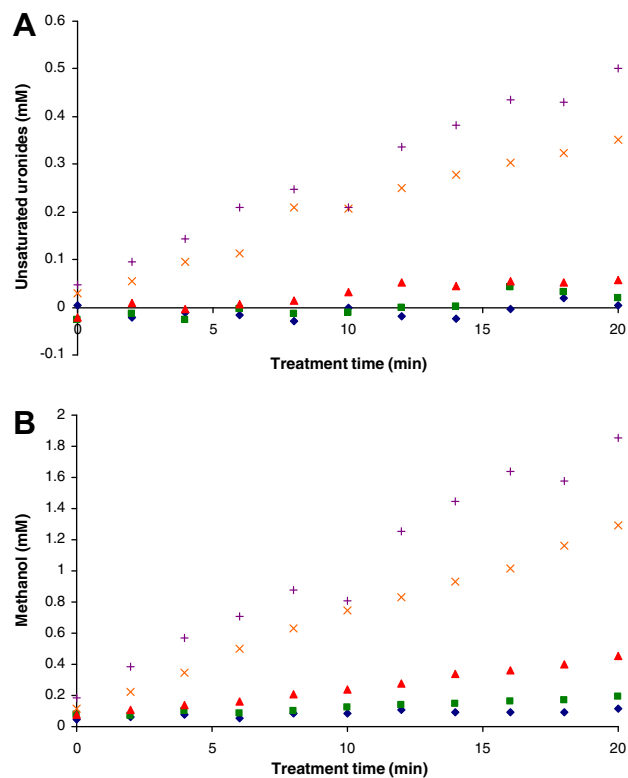 A
0.6
0.5
0.4
0.3
0.2
0.1
0
-0.1
Unsaturated uronides (mM)
0 5 10 15 20
Treatment time (min)
B
2
1.8
1.6
1.4
1.2
1
0.8
0.6
0.4
0.2
0
Methanol (mM)
0 5 10 15 20
Treatment time (min)